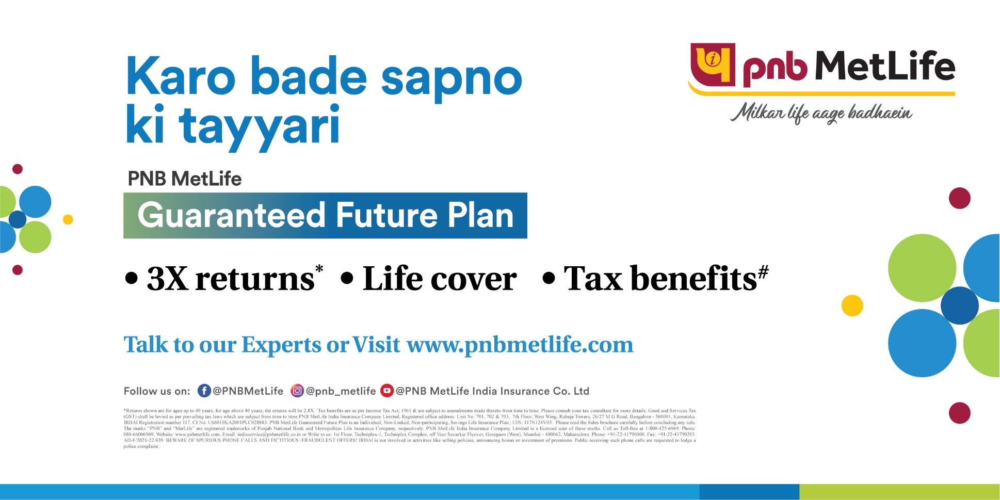 Karo bade sapno
ki tayyari
pnb MetLife
Milkar life aage badhaein
PNB MetLife
Guaranteed Future Plan
• 3X returns* • Life cover • Tax benefits#
Talk to our Experts or Visit www.pnbmetlife.com
Follow us on: @PNBMetLife @pnb_metlife @PNB MetLife India Insurance Co. Ltd
*Returns shown are for ages up to 40 years, for age above 40 years, the returns will be 2.8X. #Tax benefits are as per Income Tax Act, 1961 & are subject to amendments made thereto from time to time. Please consult your tax consultant for more details. Good and Services Tax
(GST) shall be levied as per prevailing tax laws which are subject from time to time.PNB MetLife India Insurance Company Limited, Registered office address: Unit No. 701, 702 & 703, 7th Floor, West Wing, Raheja Towers, 26/27 M G Road, Bangalore - 560001, Karnataka.
IRDAI Registration number 117. CI No: U66010KA2001PLC028883. PNB MetLife Guaranteed Future Plan is an Individual, Non-Linked, Non-participating, Savings Life Insurance Plan | UIN: 117N124V03. Please read the Sales brochure carefully before concluding any sale.
The marks “PNB” and “MetLife” are registered trademarks of Punjab National Bank and Metropolitan Life Insurance Company, respectively. PNB MetLife India Insurance Company Limited is a licensed user of these marks. Call us Toll-free at 1-800-425-6969. Phone:
080-66006969, Website: www.pnbmetlife.com, Email: indiaservice@pnbmetlife.co.in or Write to us: 1st Floor, Techniplex-1, Techniplex Complex, off Veer Savarkar Flyover, Goregaon (West), Mumbai - 400062, Maharashtra. Phone: +91-22-41790000, Fax: +91-22-41790203.
AD-F/2021-22/439. BEWARE OF SPURIOUS PHONE CALLS AND FICTITIOUS /FRAUDULENT OFFERS! IRDAI is not involved in activities like selling policies, announcing bonus or investment of premiums. Public receiving such phone calls are requested to lodge a
police complaint.